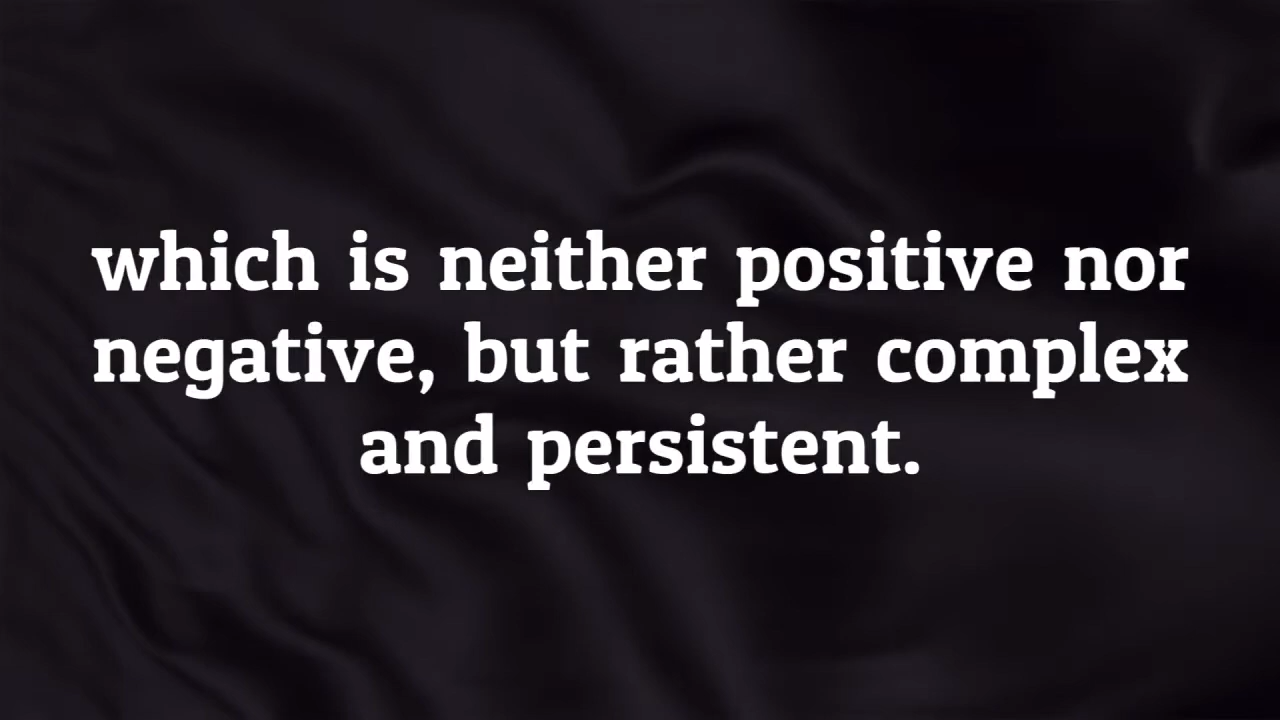 which is neither positive nor
negative, but rather complex
and persistent.